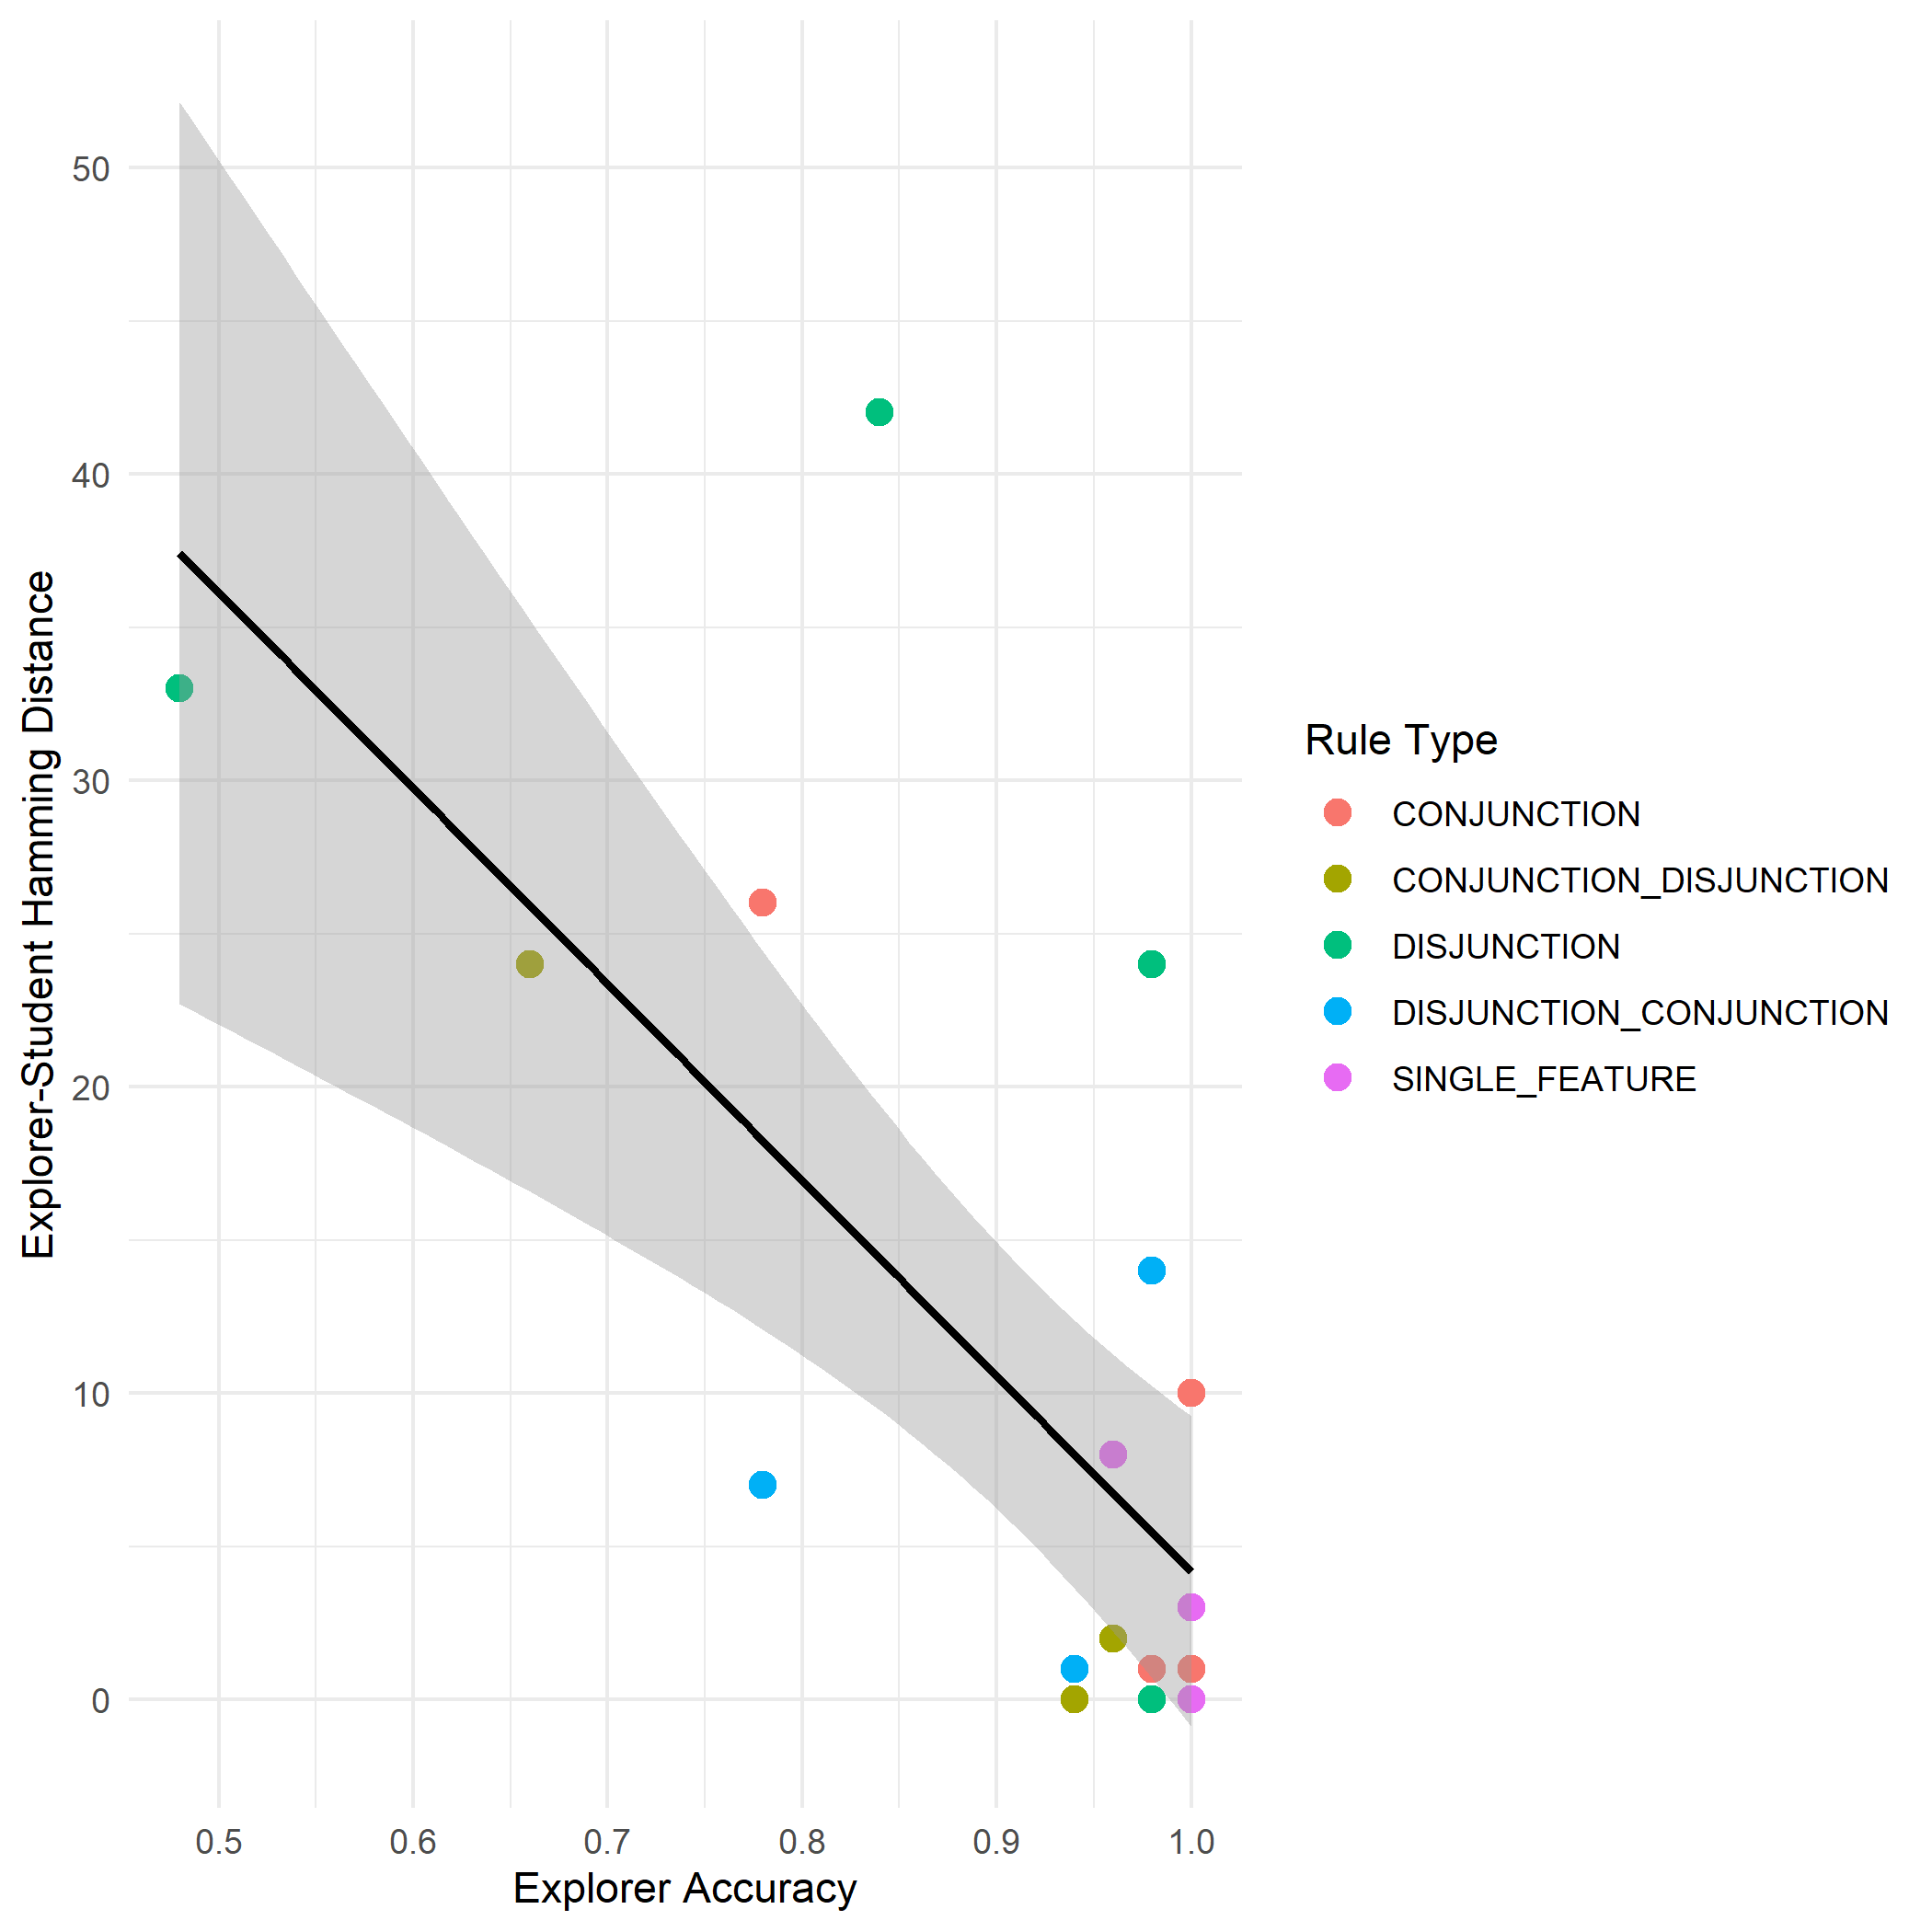 50
40
30
20
10
0
Explorer-Student Hamming Distance
0.5 0.6 0.7 0.8 0.9 1.0
Explorer Accuracy
Rule Type
CONJUNCTION
CONJUNCTION_DISJUNCTION
DISJUNCTION
DISJUNCTION_CONJUNCTION
SINGLE_FEATURE